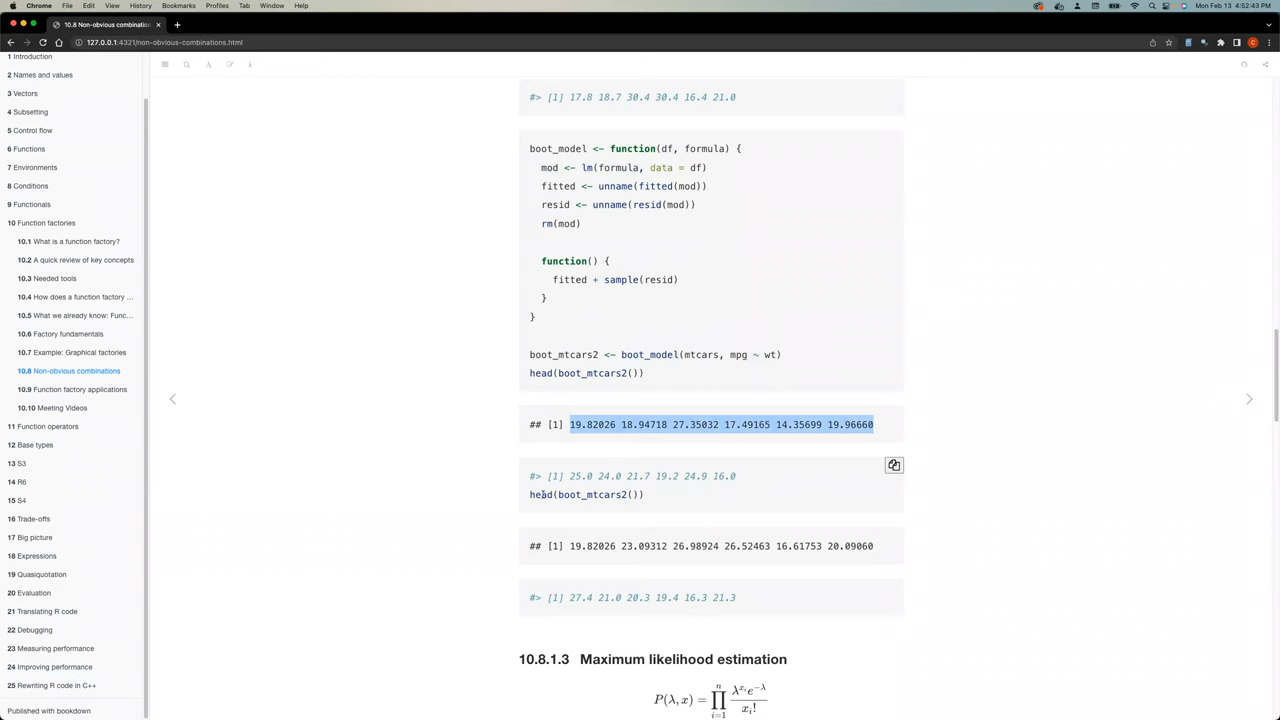 Chrome File Edit View History Bookmarks Profiles Tab Window Help Mon Feb 13 4:52:43 PM
10.8 Non-obvious combination
127.0.0.1:4321/non-obvious-combinations.html
1 Introduction
2 Names and values
3 Vectors
4 Subsetting
5 Control flow
6 Functions
7 Environments
8 Conditions
9 Functionals
10 Function factories
10.1 What is a function factory?
10.2 A quick review of key concepts
10.3 Needed tools
10.4 How does a function factory ...
10.5 What we already know: Func...
10.6 Factory fundamentals
10.7 Example: Graphical factories
10.8 Non-obvious combinations
10.9 Function factory applications
10.10 Meeting Videos
11 Function operators
12 Base types
13 S3
14 R6
15 S4
16 Trade-offs
17 Big picture
18 Expressions
19 Quasiquotation
20 Evaluation
21 Translating R code
22 Debugging
23 Measuring performance
24 Improving performance
25 Rewriting R code in C++
Published with bookdown
#> [1] 17.8 18.7 30.4 30.4 16.4 21.0
boot_model <- function(df, formula) {
mod <- lm(formula, data = df)
fitted <- unname(fitted(mod))
resid <- unname(resid(mod))
rm(mod)
function() {
fitted + sample(resid)
}
}
boot_mtcars2 <- boot_model(mtcars, mpg ~ wt)
head(boot_mtcars2())
## [1] 19.82026 18.94718 27.35032 17.49165 14.35699 19.96660
#> [1] 25.0 24.0 21.7 19.2 24.9 16.0
head(boot_mtcars2())
## [1] 19.82026 23.09312 26.98924 26.52463 16.61753 20.09060
#> [1] 27.4 21.0 20.3 19.4 16.3 21.3
10.8.1.3 Maximum likelihood estimation
P(λ, x) = ∏_{i=1}^{n} \frac{λ^{x_i} e^{-λ}}{x_i!}